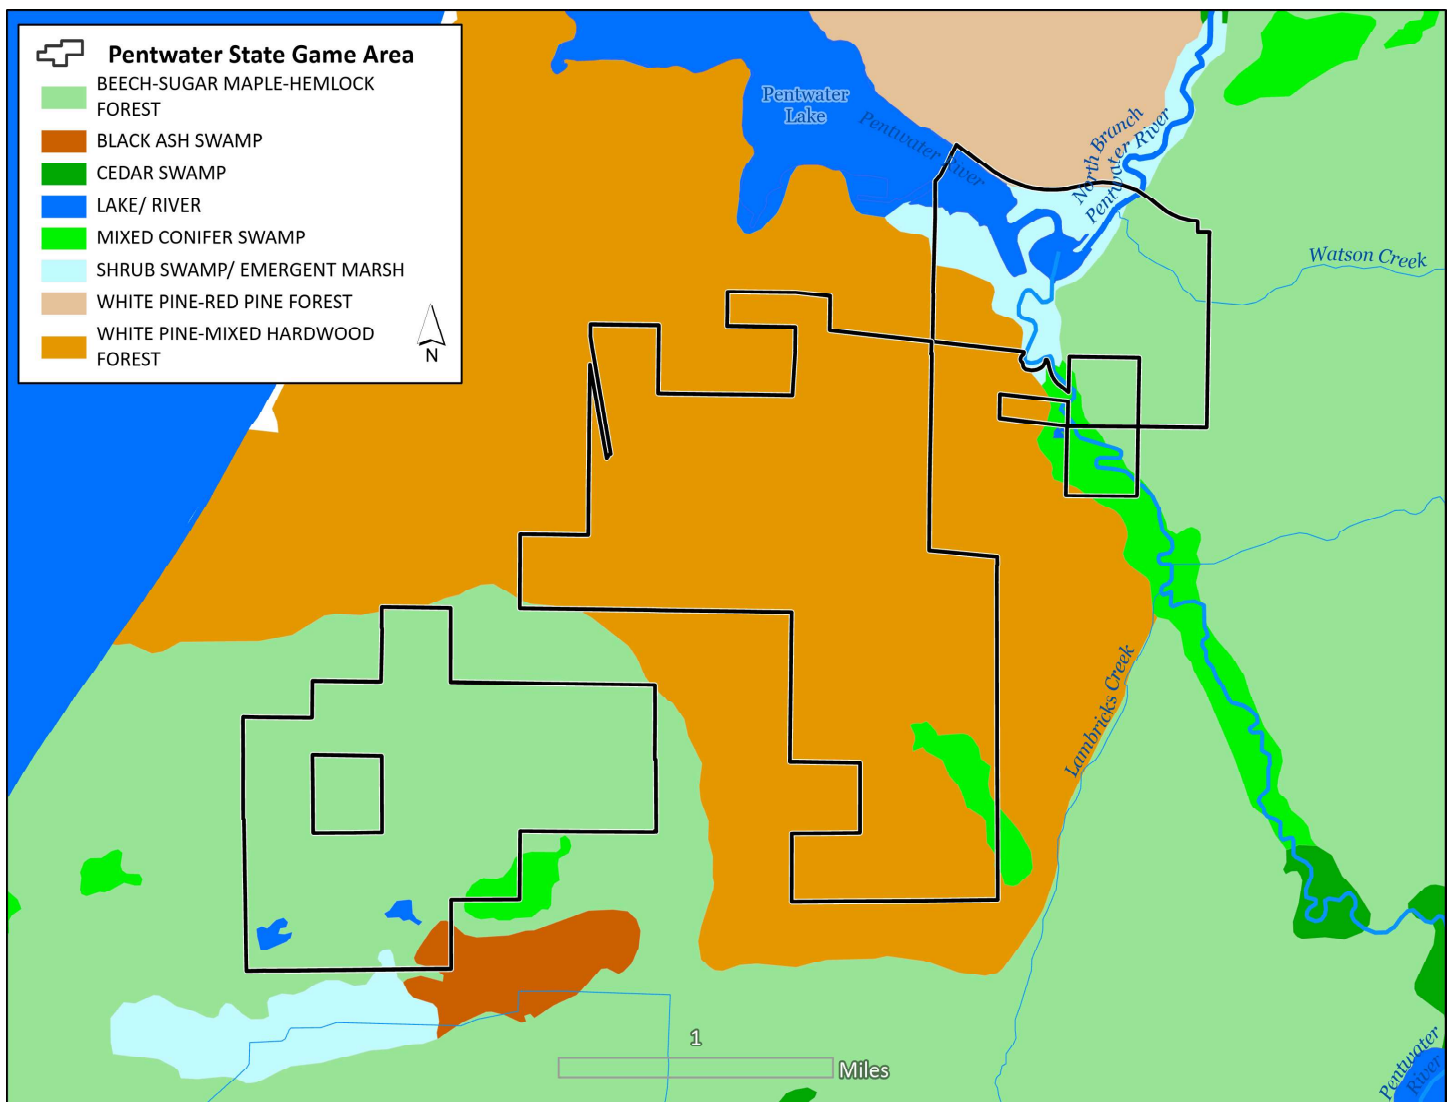 Pentwater State Game Area
BEECH-SUGAR MAPLE-HEMLOCK
FOREST
BLACK ASH SWAMP
CEDAR SWAMP
LAKE/ RIVER
MIXED CONIFER SWAMP
SHRUB SWAMP/ EMERGENT MARSH
WHITE PINE-RED PINE FOREST
WHITE PINE-MIXED HARDWOOD
FOREST
N
Pentwater
Lake
Pentwater River
North Branch
Pentwater River
Watson Creek
Lambricks Creek
1
Miles
Pentwater
River